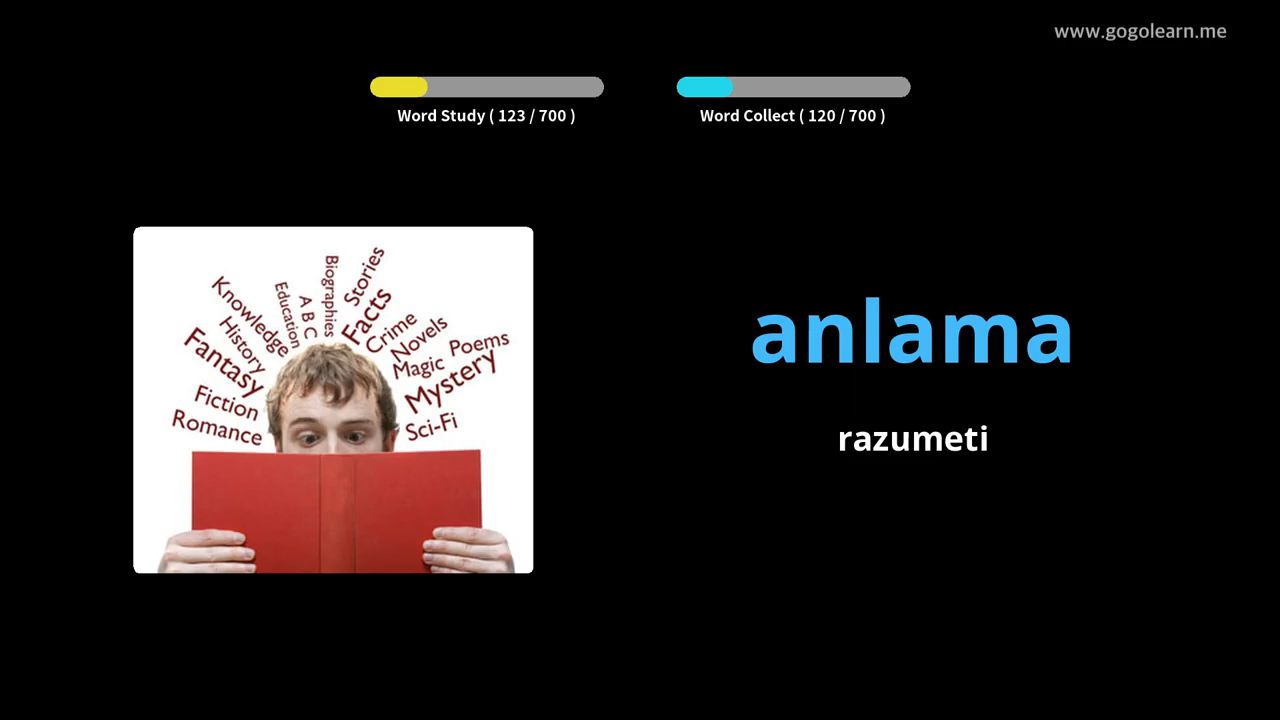 www.gogolearn.me
Word Study ( 123 / 700 )
Word Collect ( 120 / 700 )
Biographies
Stories
Facts
Education
A B C
Knowledge
Crime
History
Novels
Poems
Fantasy
Magic
Mystery
Fiction
Romance
Sci-Fi
anlama
razumeti